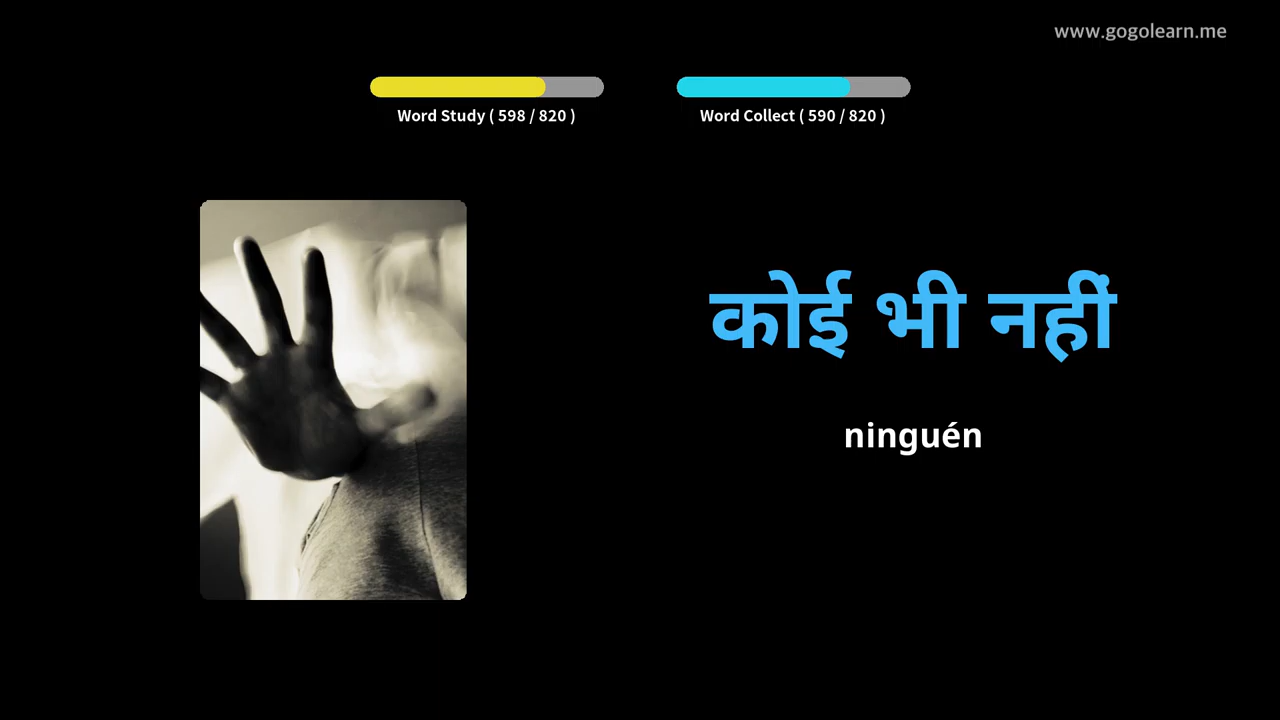 www.gogolearn.me
Word Study ( 598 / 820 )
Word Collect ( 590 / 820 )
कोई भी नहीं
ninguén